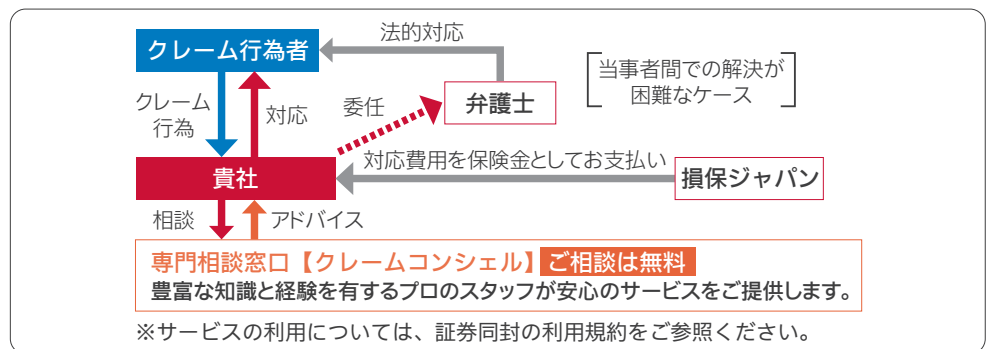 法的対応
クレーム行為者
当事者間での解決が
困難なケース
クレーム
行為
対応
委任
弁護士
対応費用を保険金としてお支払い
貴社
損保ジャパン
相談
アドバイス
専門相談窓口【クレームコンシェル】 ご相談は無料
豊富な知識と経験を有するプロのスタッフが安心のサービスをご提供します。
※サービスの利用については、証券同封の利用規約をご参照ください。